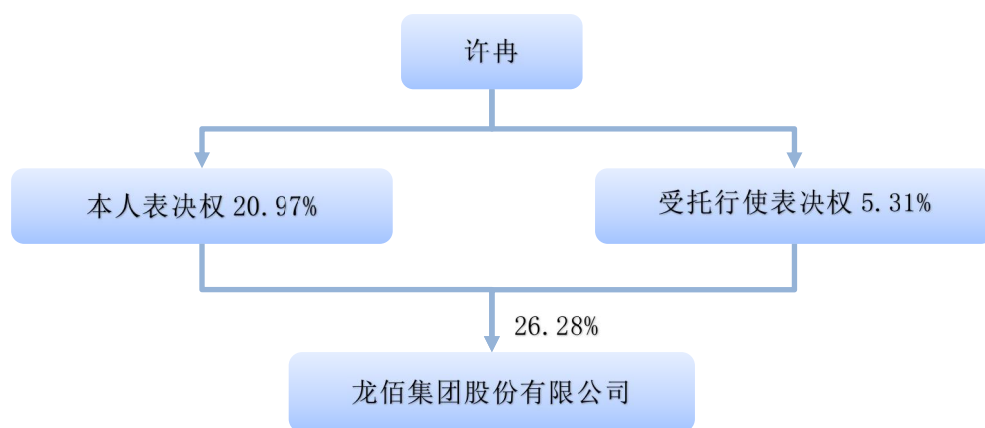 许冉
本人表决权 20.97%
受托行使表决权 5.31%
26.28%
龙佰集团股份有限公司